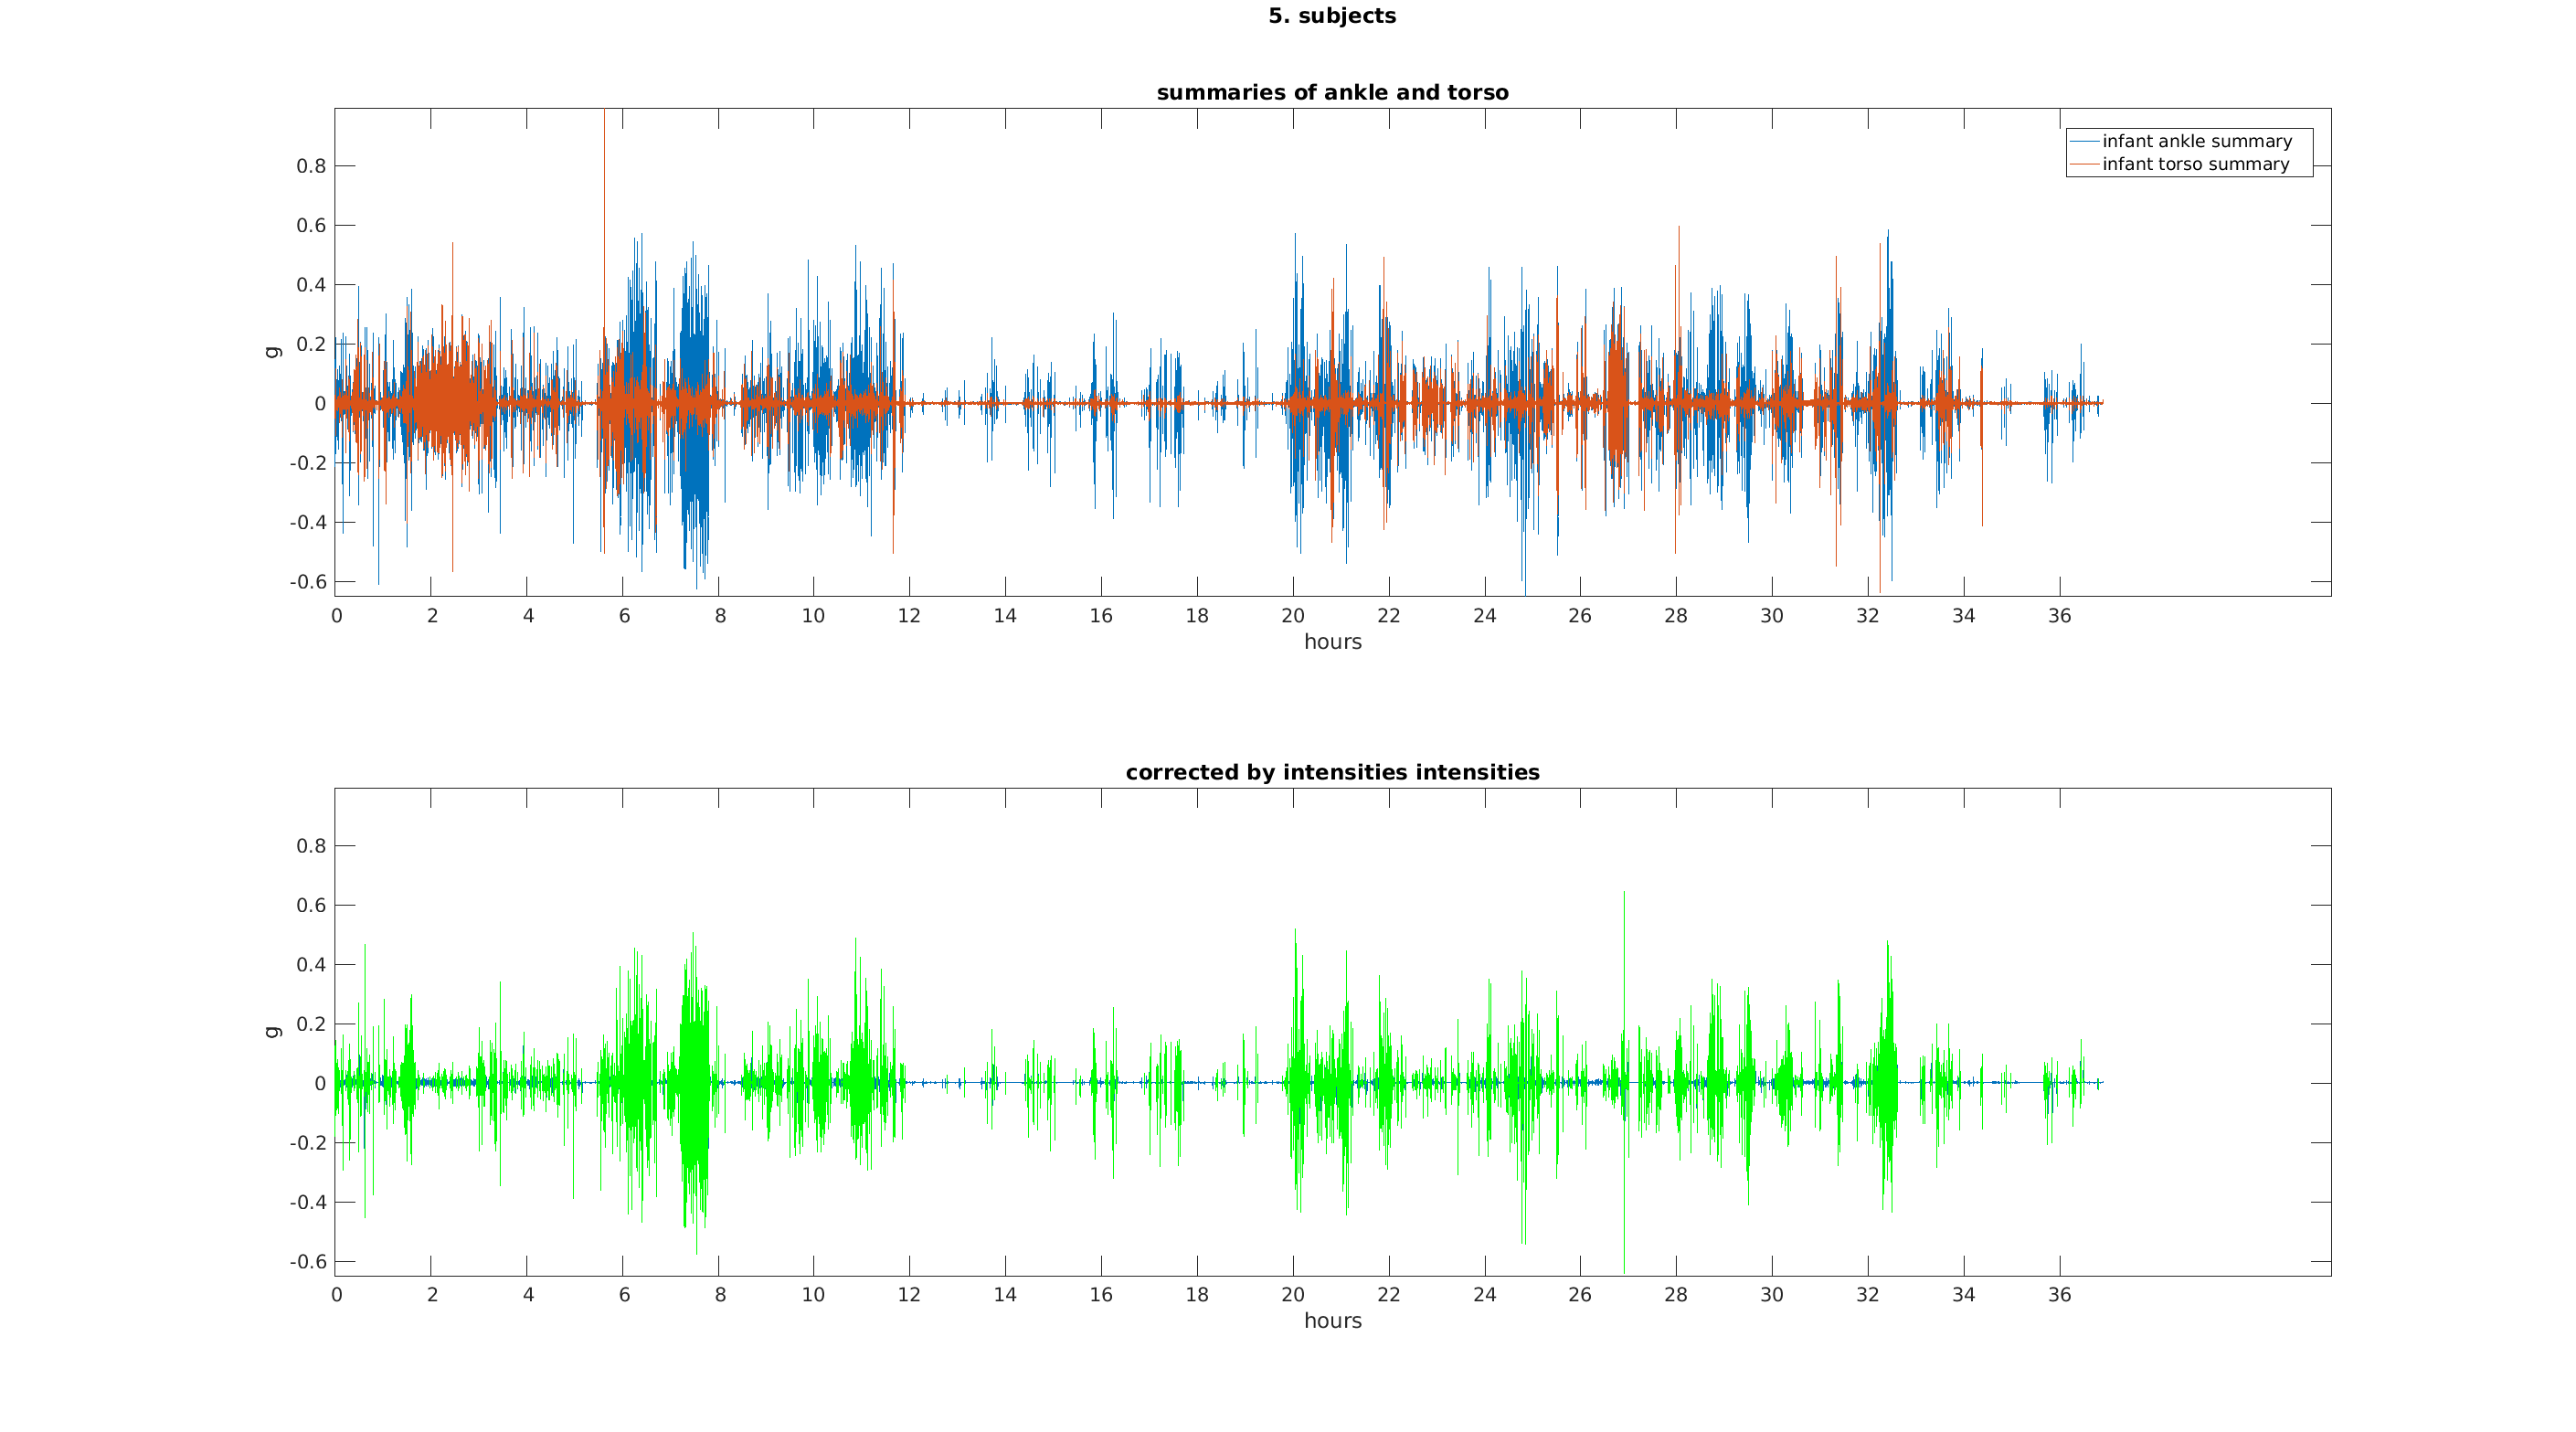 5. subjects
summaries of ankle and torso
infant ankle summary
infant torso summary
0.8
0.6
0.4
0.2
0
-0.2
-0.4
-0.6
g
0 2 4 6 8 10 12 14 16 18 20 22 24 26 28 30 32 34 36
hours
corrected by intensities intensities
0.8
0.6
0.4
0.2
0
-0.2
-0.4
-0.6
g
0 2 4 6 8 10 12 14 16 18 20 22 24 26 28 30 32 34 36
hours